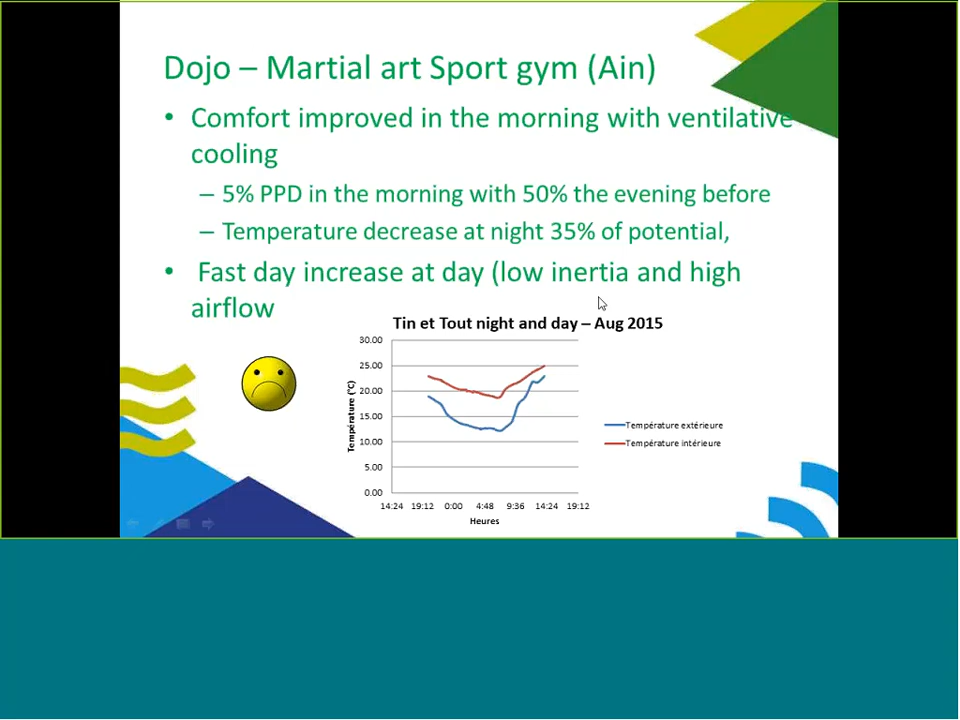 Dojo – Martial art Sport gym (Ain)
• Comfort improved in the morning with ventilative
cooling
– 5% PPD in the morning with 50% the evening before
– Temperature decrease at night 35% of potential,
• Fast day increase at day (low inertia and high
airflow
Tin et Tout night and day – Aug 2015
30.00
25.00
20.00
15.00
10.00
5.00
0.00
Température (°C)
14:24 19:12 0:00 4:48 9:36 14:24 19:12
Heures
Température extérieure
Température intérieure